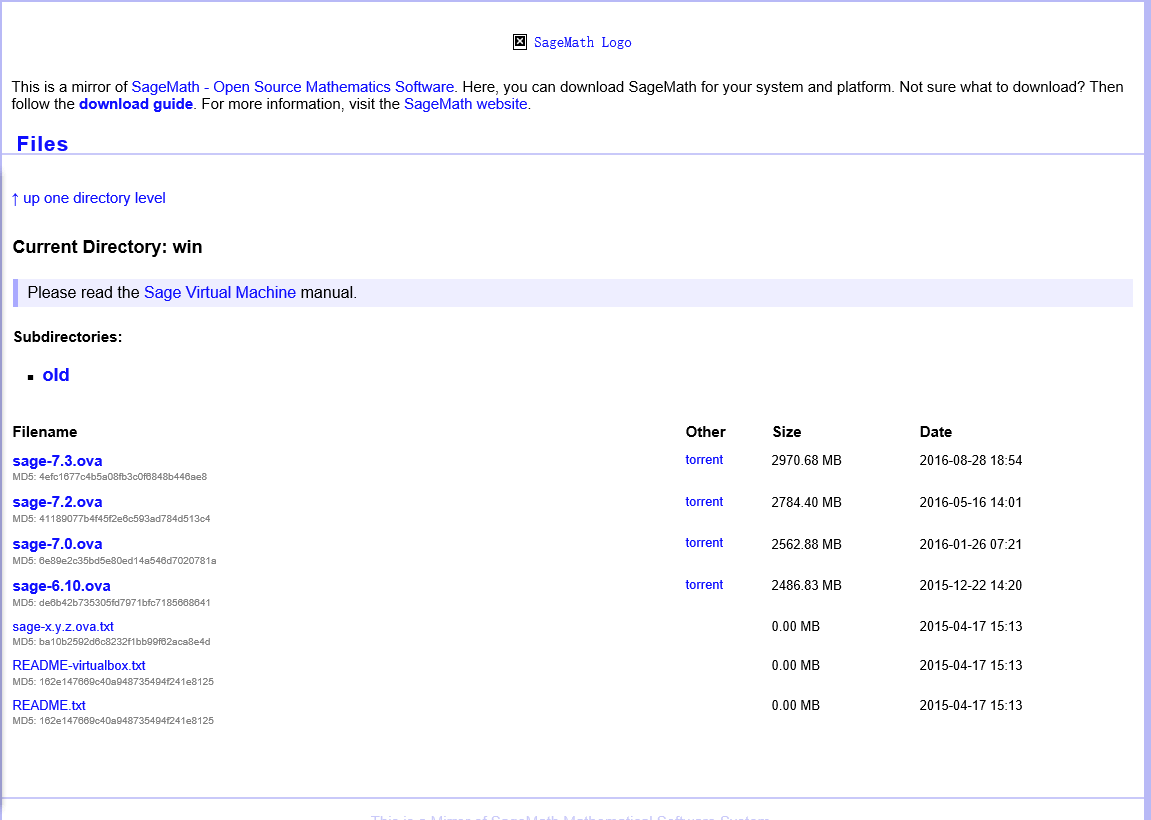 SageMath Logo
This is a mirror of SageMath - Open Source Mathematics Software. Here, you can download SageMath for your system and platform. Not sure what to download? Then
follow the download guide. For more information, visit the SageMath website.
Files
↑ up one directory level
Current Directory: win
Please read the Sage Virtual Machine manual.
Subdirectories:
old
Filename Other Size Date
sage-7.3.ova torrent 2970.68 MB 2016-08-28 18:54
MD5: 4efc1677c4b5a08fb3c0f6848b446ae8
sage-7.2.ova torrent 2784.40 MB 2016-05-16 14:01
MD5: 41189077b4f45f2e6c593ad784d513c4
sage-7.0.ova torrent 2562.88 MB 2016-01-26 07:21
MD5: 6e89e2c35bd5e80ed14a546d7020781a
sage-6.10.ova torrent 2486.83 MB 2015-12-22 14:20
MD5: de6b42b735305fd7971bfc7185668641
sage-x.y.z.ova.txt 0.00 MB 2015-04-17 15:13
MD5: ba10b2592d6c8232f1bb99f62aca8e4d
README-virtualbox.txt 0.00 MB 2015-04-17 15:13
MD5: 162e147669c40a948735494f241e8125
README.txt 0.00 MB 2015-04-17 15:13
MD5: 162e147669c40a948735494f241e8125
This is a Mirror of SageMath Mathematical Software System